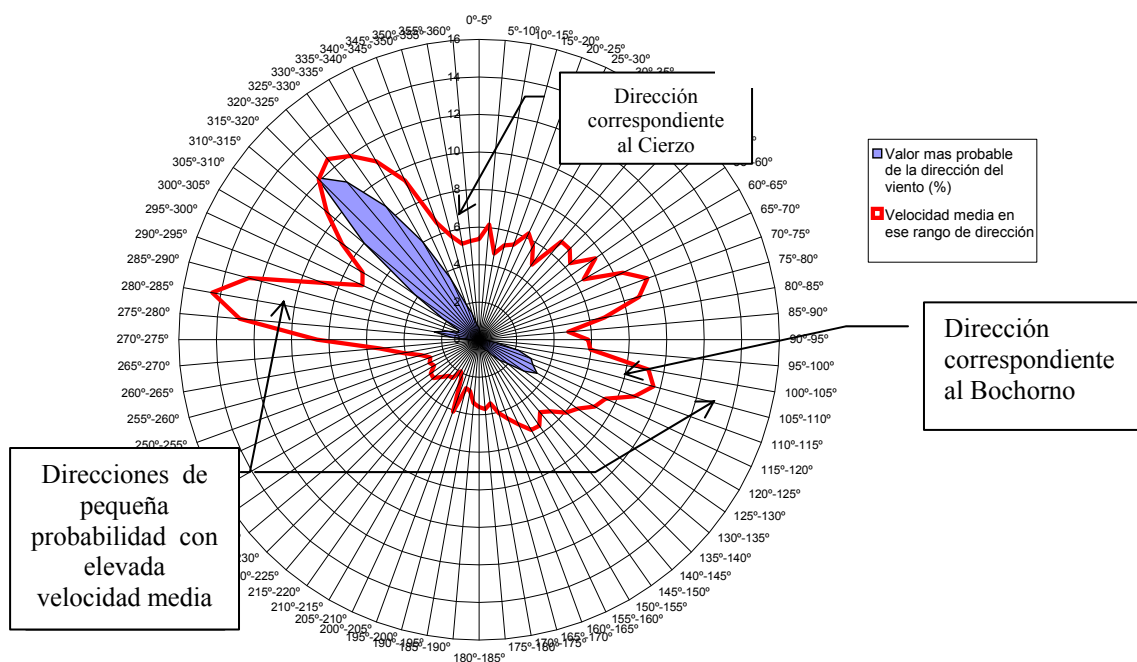 0º-5º
5º-10º
10º-15º
15º-20º
20º-25º
25º-30º
60º-65º
65º-70º
70º-75º
75º-80º
80º-85º
85º-90º
90º-95º
95º-100º
100º-105º
105º-110º
110º-115º
115º-120º
120º-125º
125º-130º
130º-135º
135º-140º
140º-145º
145º-150º
150º-155º
155º-160º
160º-165º
165º-170º
170º-175º
175º-180º
180º-185º
185º-190º
190º-195º
195º-200º
200º-205º
205º-210º
210º-215º
215º-220º
250º-255º
255º-260º
260º-265º
265º-270º
270º-275º
275º-280º
280º-285º
285º-290º
290º-295º
295º-300º
300º-305º
305º-310º
310º-315º
315º-320º
320º-325º
325º-330º
330º-335º
335º-340º
340º-345º
345º-350º
350º-355º
355º-360º
16
14
12
10
8
6
4
2
0
Dirección
correspondiente
al Cierzo
Valor mas probable
de la dirección del
viento (%)
Velocidad media en
ese rango de dirección
Dirección
correspondiente
al Bochorno
Direcciones de
pequeña
probabilidad con
elevada
velocidad media